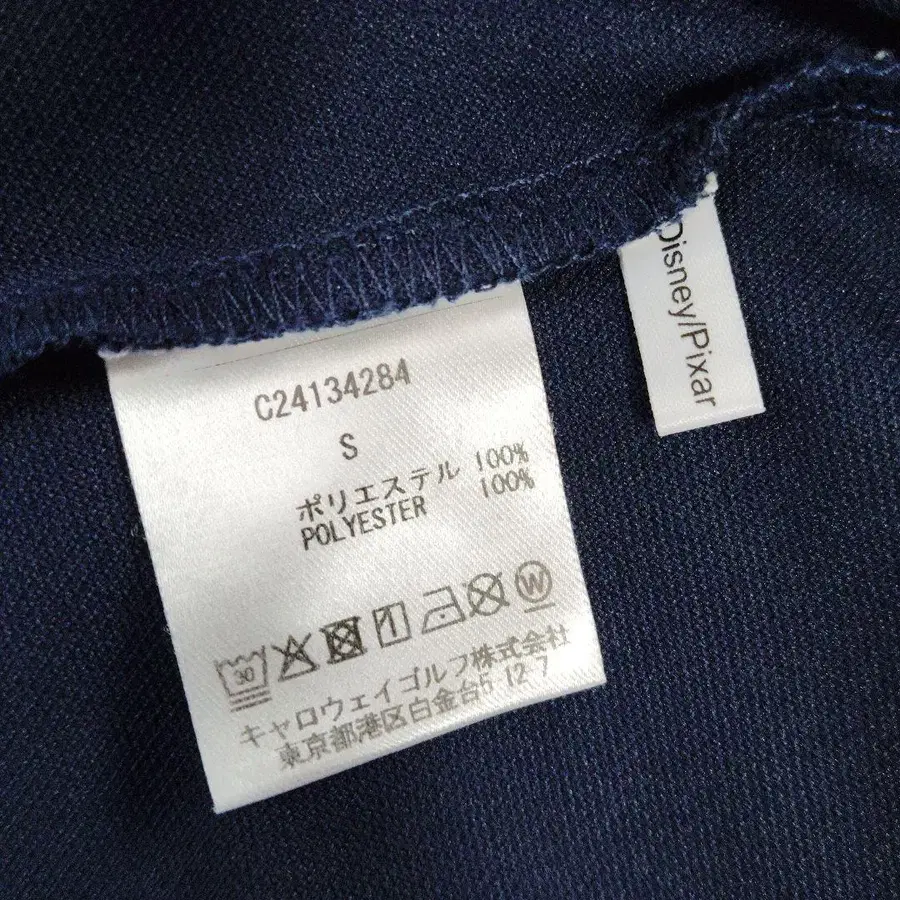 C24134284
S
ポリエステル 100%
POLYESTER 100%
30
W
キャロウェイゴルフ株式会社
東京都港区白金台5 12 7
Disney/Pixar